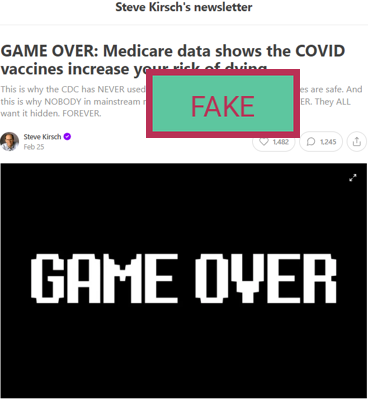 Steve Kirsch's newsletter
GAME OVER: Medicare data shows the COVID
vaccines increase your risk of dying
This is why the CDC has NEVER used es are safe. And
this is why NOBODY in mainstream ER. They ALL
want it hidden. FOREVER.
FAKE
Steve Kirsch
Feb 25
1,482
1,245
GAME OVER